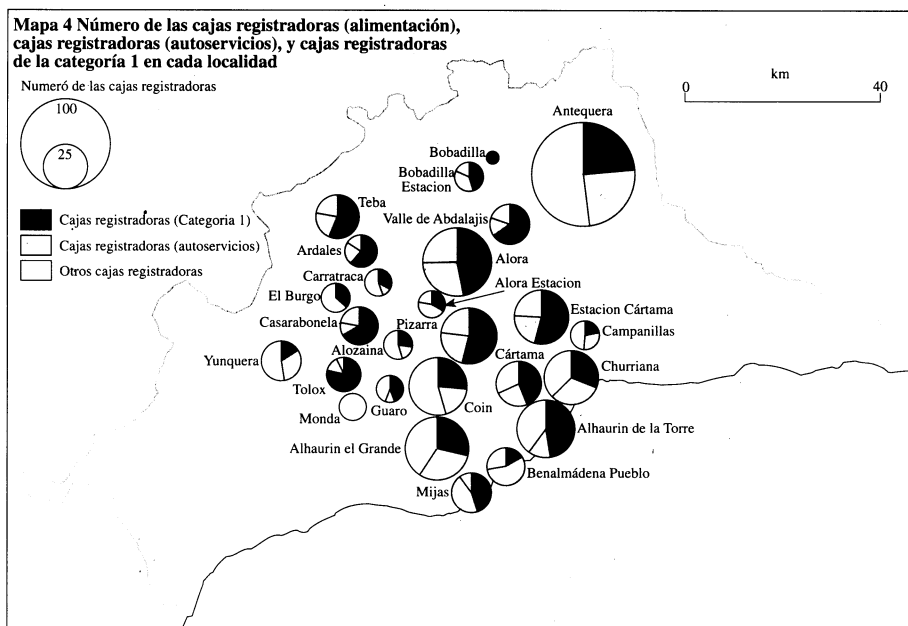 Mapa 4 Número de las cajas registradoras (alimentación),
cajas registradoras (autoservicios), y cajas registradoras
de la categoría 1 en cada localidad
Numeró de las cajas registradoras
100
25
Cajas registradoras (Categoria 1)
Cajas registradoras (autoservicios)
Otros cajas registradoras
km
0
40
Antequera
Bobadilla
Bobadilla
Estacion
Teba
Valle de Abdalajis
Ardales
Alora
Carratraca
Alora Estacion
El Burgo
Estacion Cártama
Casarabonela
Pizarra
Campanillas
Yunquera
Alozaina
Cártama
Churriana
Tolox
Guaro
Coin
Monda
Alhaurin de la Torre
Alhaurin el Grande
Benalmádena Pueblo
Mijas